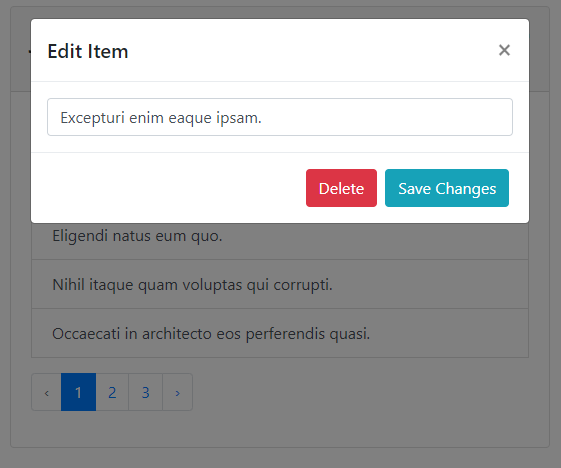 Edit Item ×
Excepturi enim eaque ipsam.
Delete Save Changes
Eligendi natus eum quo.
Nihil itaque quam voluptas qui corrupti.
Occaecati in architecto eos perferendis quasi.
‹ 1 2 3 ›